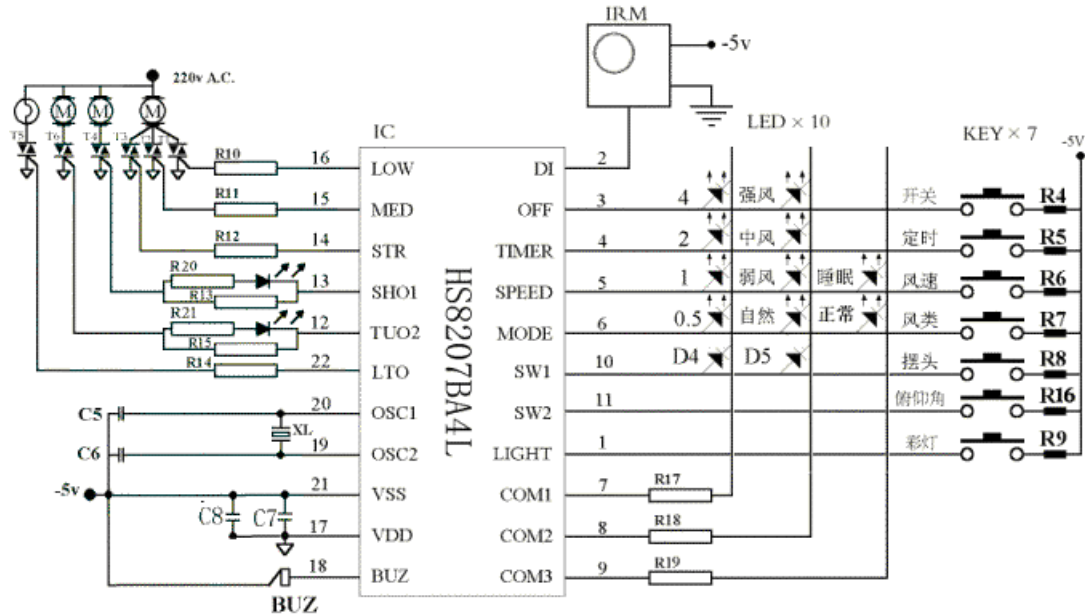 IRM
-5v
220v A.C.
LED × 10
KEY × 7
-5V
IC
T5 T6 T4 T3
M M M
R10 16 LOW
DI 2
R11 15 MED
OFF 3 4 强风 开关 R4
R12 14 STR
TIMER 4 2 中风 定时 R5
R20
R13 13 SHO1
SPEED 5 1 弱风 睡眠 风速 R6
R21
R15 12 TUO2
MODE 6 0.5 自然 正常 风类 R7
R14 22 LTO
SW1 10 D4 D5 摆头 R8
C5 20 OSC1
SW2 11 俯仰角 R16
XL
C6 19 OSC2
LIGHT 1 彩灯 R9
HS8207BA4L
-5v 21 VSS
COM1 7 R17
C8 C7 17 VDD
COM2 8 R18
18 BUZ
COM3 9 R19
BUZ